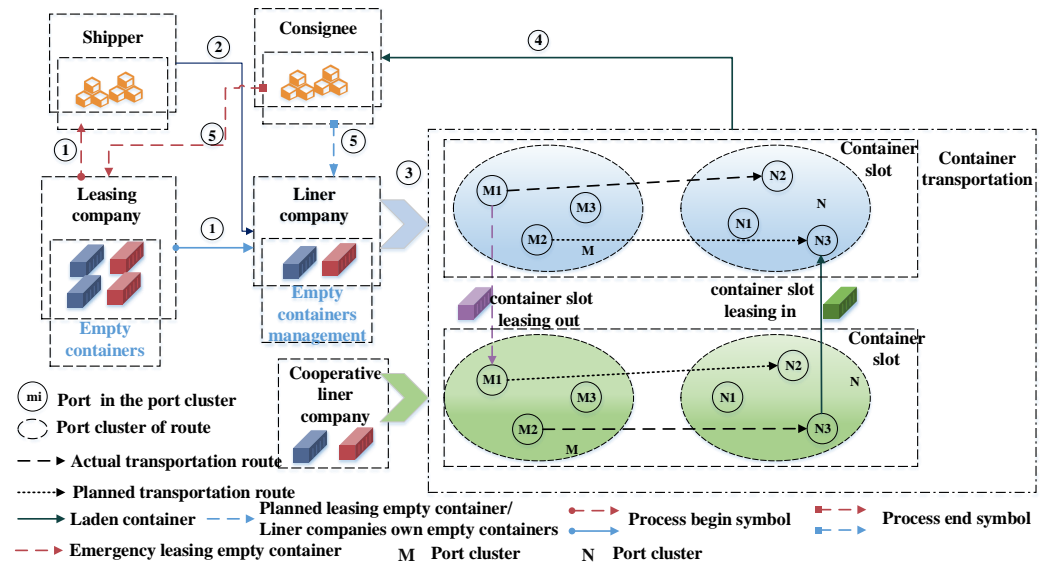 Shipper
2
Consignee
4
1
5
5
3
Leasing
company
Liner
company
1
Empty
containers
Empty
containers
management
Cooperative
liner
company
Container
slot
Container
transportation
M1
M3
M2
M
N2
N
N1
N3
container slot
leasing out
container slot
leasing in
Container
slot
M1
M3
M2
M
N2
N
N1
N3
mi
Port in the port cluster
Port cluster of route
Actual transportation route
Planned transportation route
Laden container
Planned leasing empty container/
Liner companies own empty containers
Process begin symbol
Process end symbol
Emergency leasing empty container
M Port cluster
N Port cluster